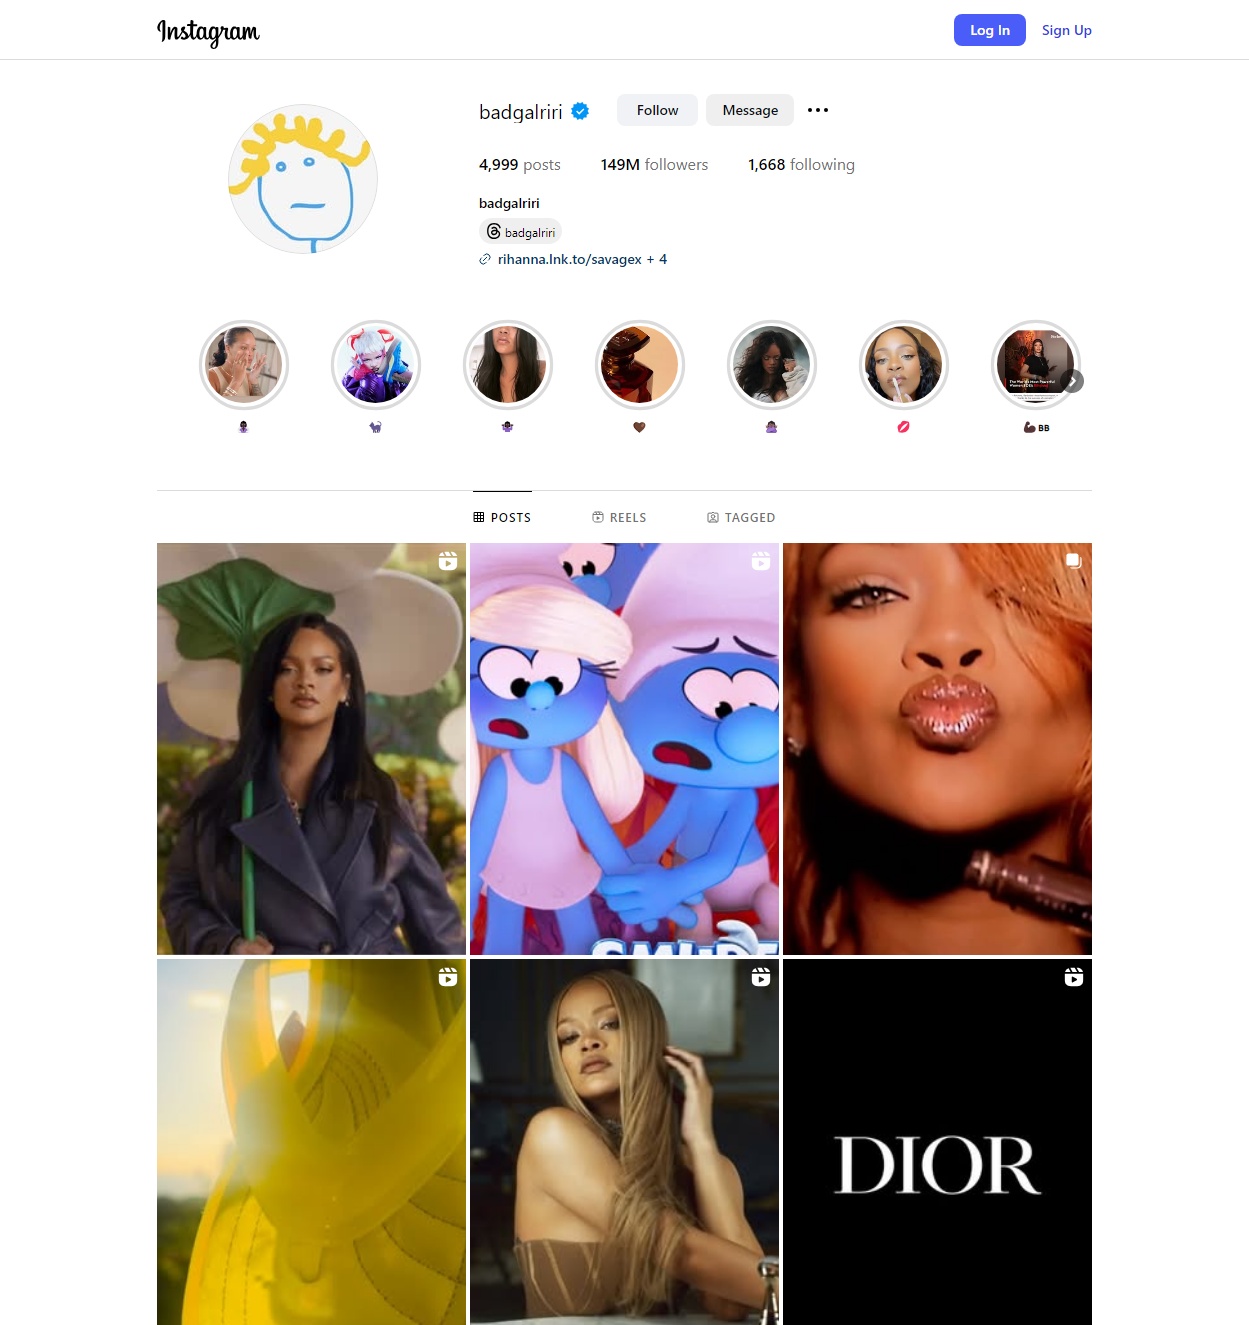 Instagram
Log In
Sign Up
badgalriri
Follow
Message
4,999 posts
149M followers
1,668 following
badgalriri
badgalriri
rihanna.lnk.to/savagex + 4
BB
POSTS
REELS
TAGGED
DIOR